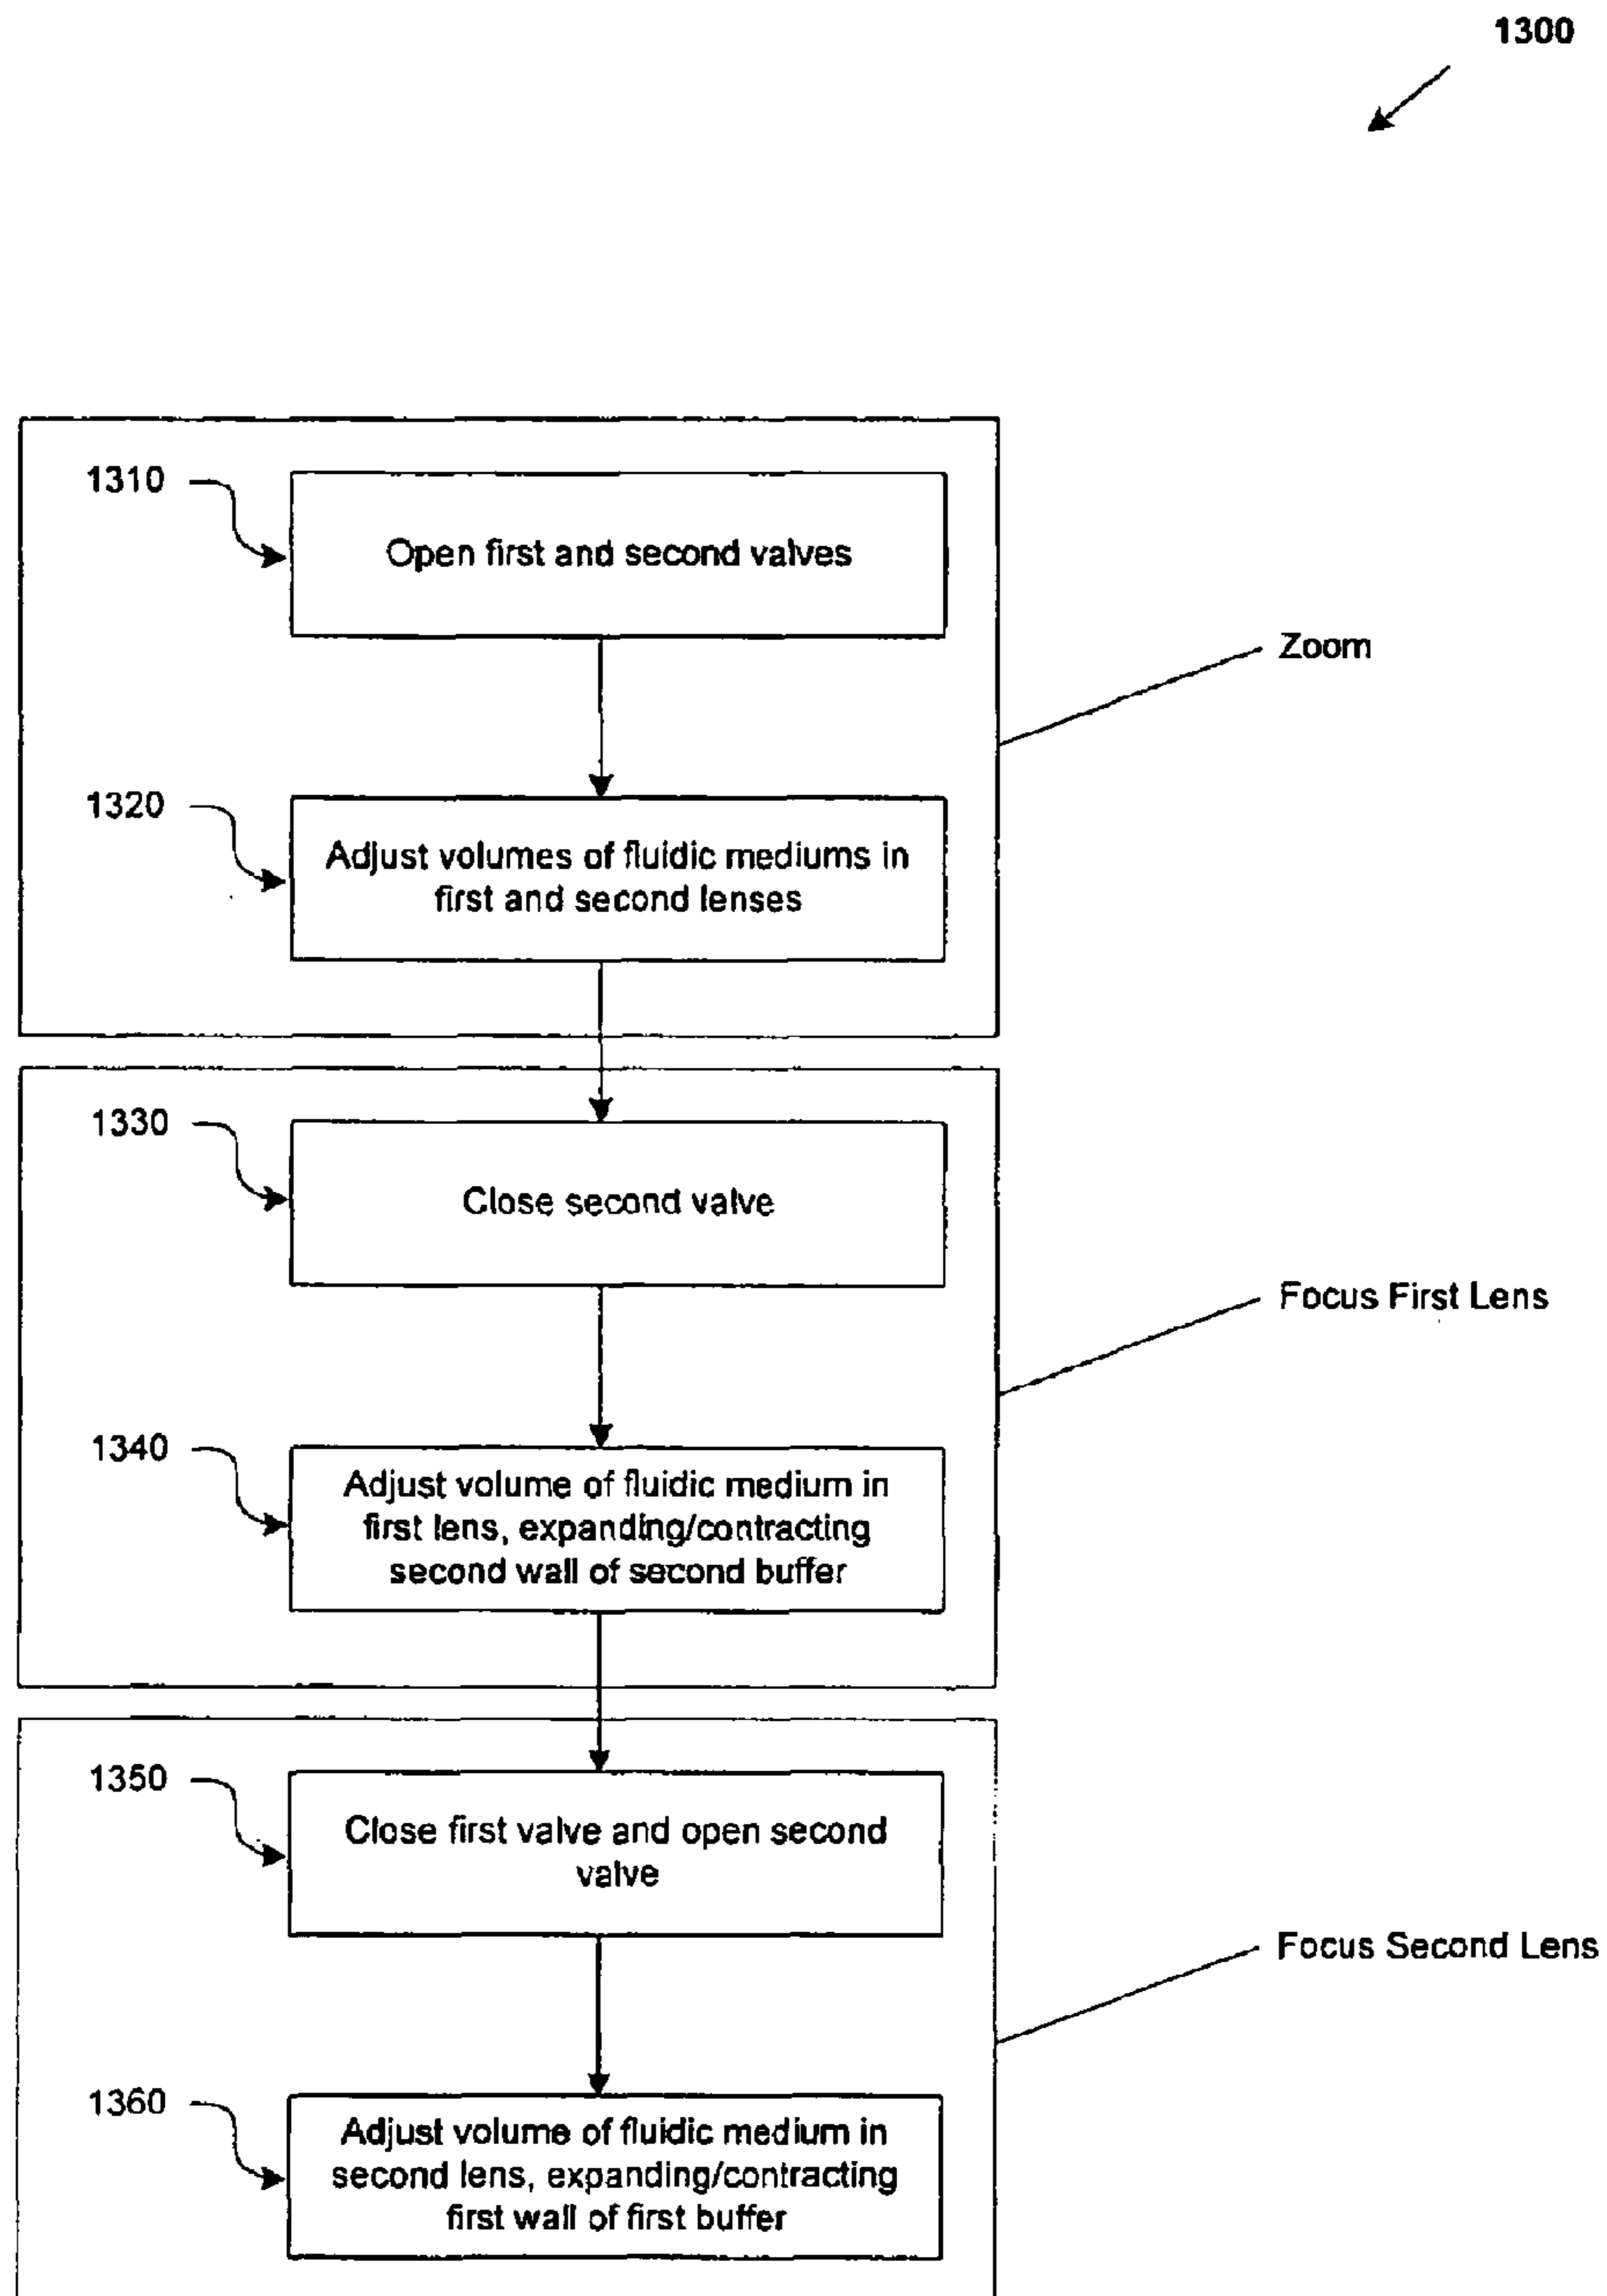 1300
1310
Open first and second valves
Zoom
1320
Adjust volumes of fluidic mediums in
first and second lenses
1330
Close second valve
Focus First Lens
1340
Adjust volume of fluidic medium in
first lens, expanding/contracting
second wall of second buffer
1350
Close first valve and open second
valve
Focus Second Lens
1360
Adjust volume of fluidic medium in
second lens, expanding/contracting
first wall of first buffer